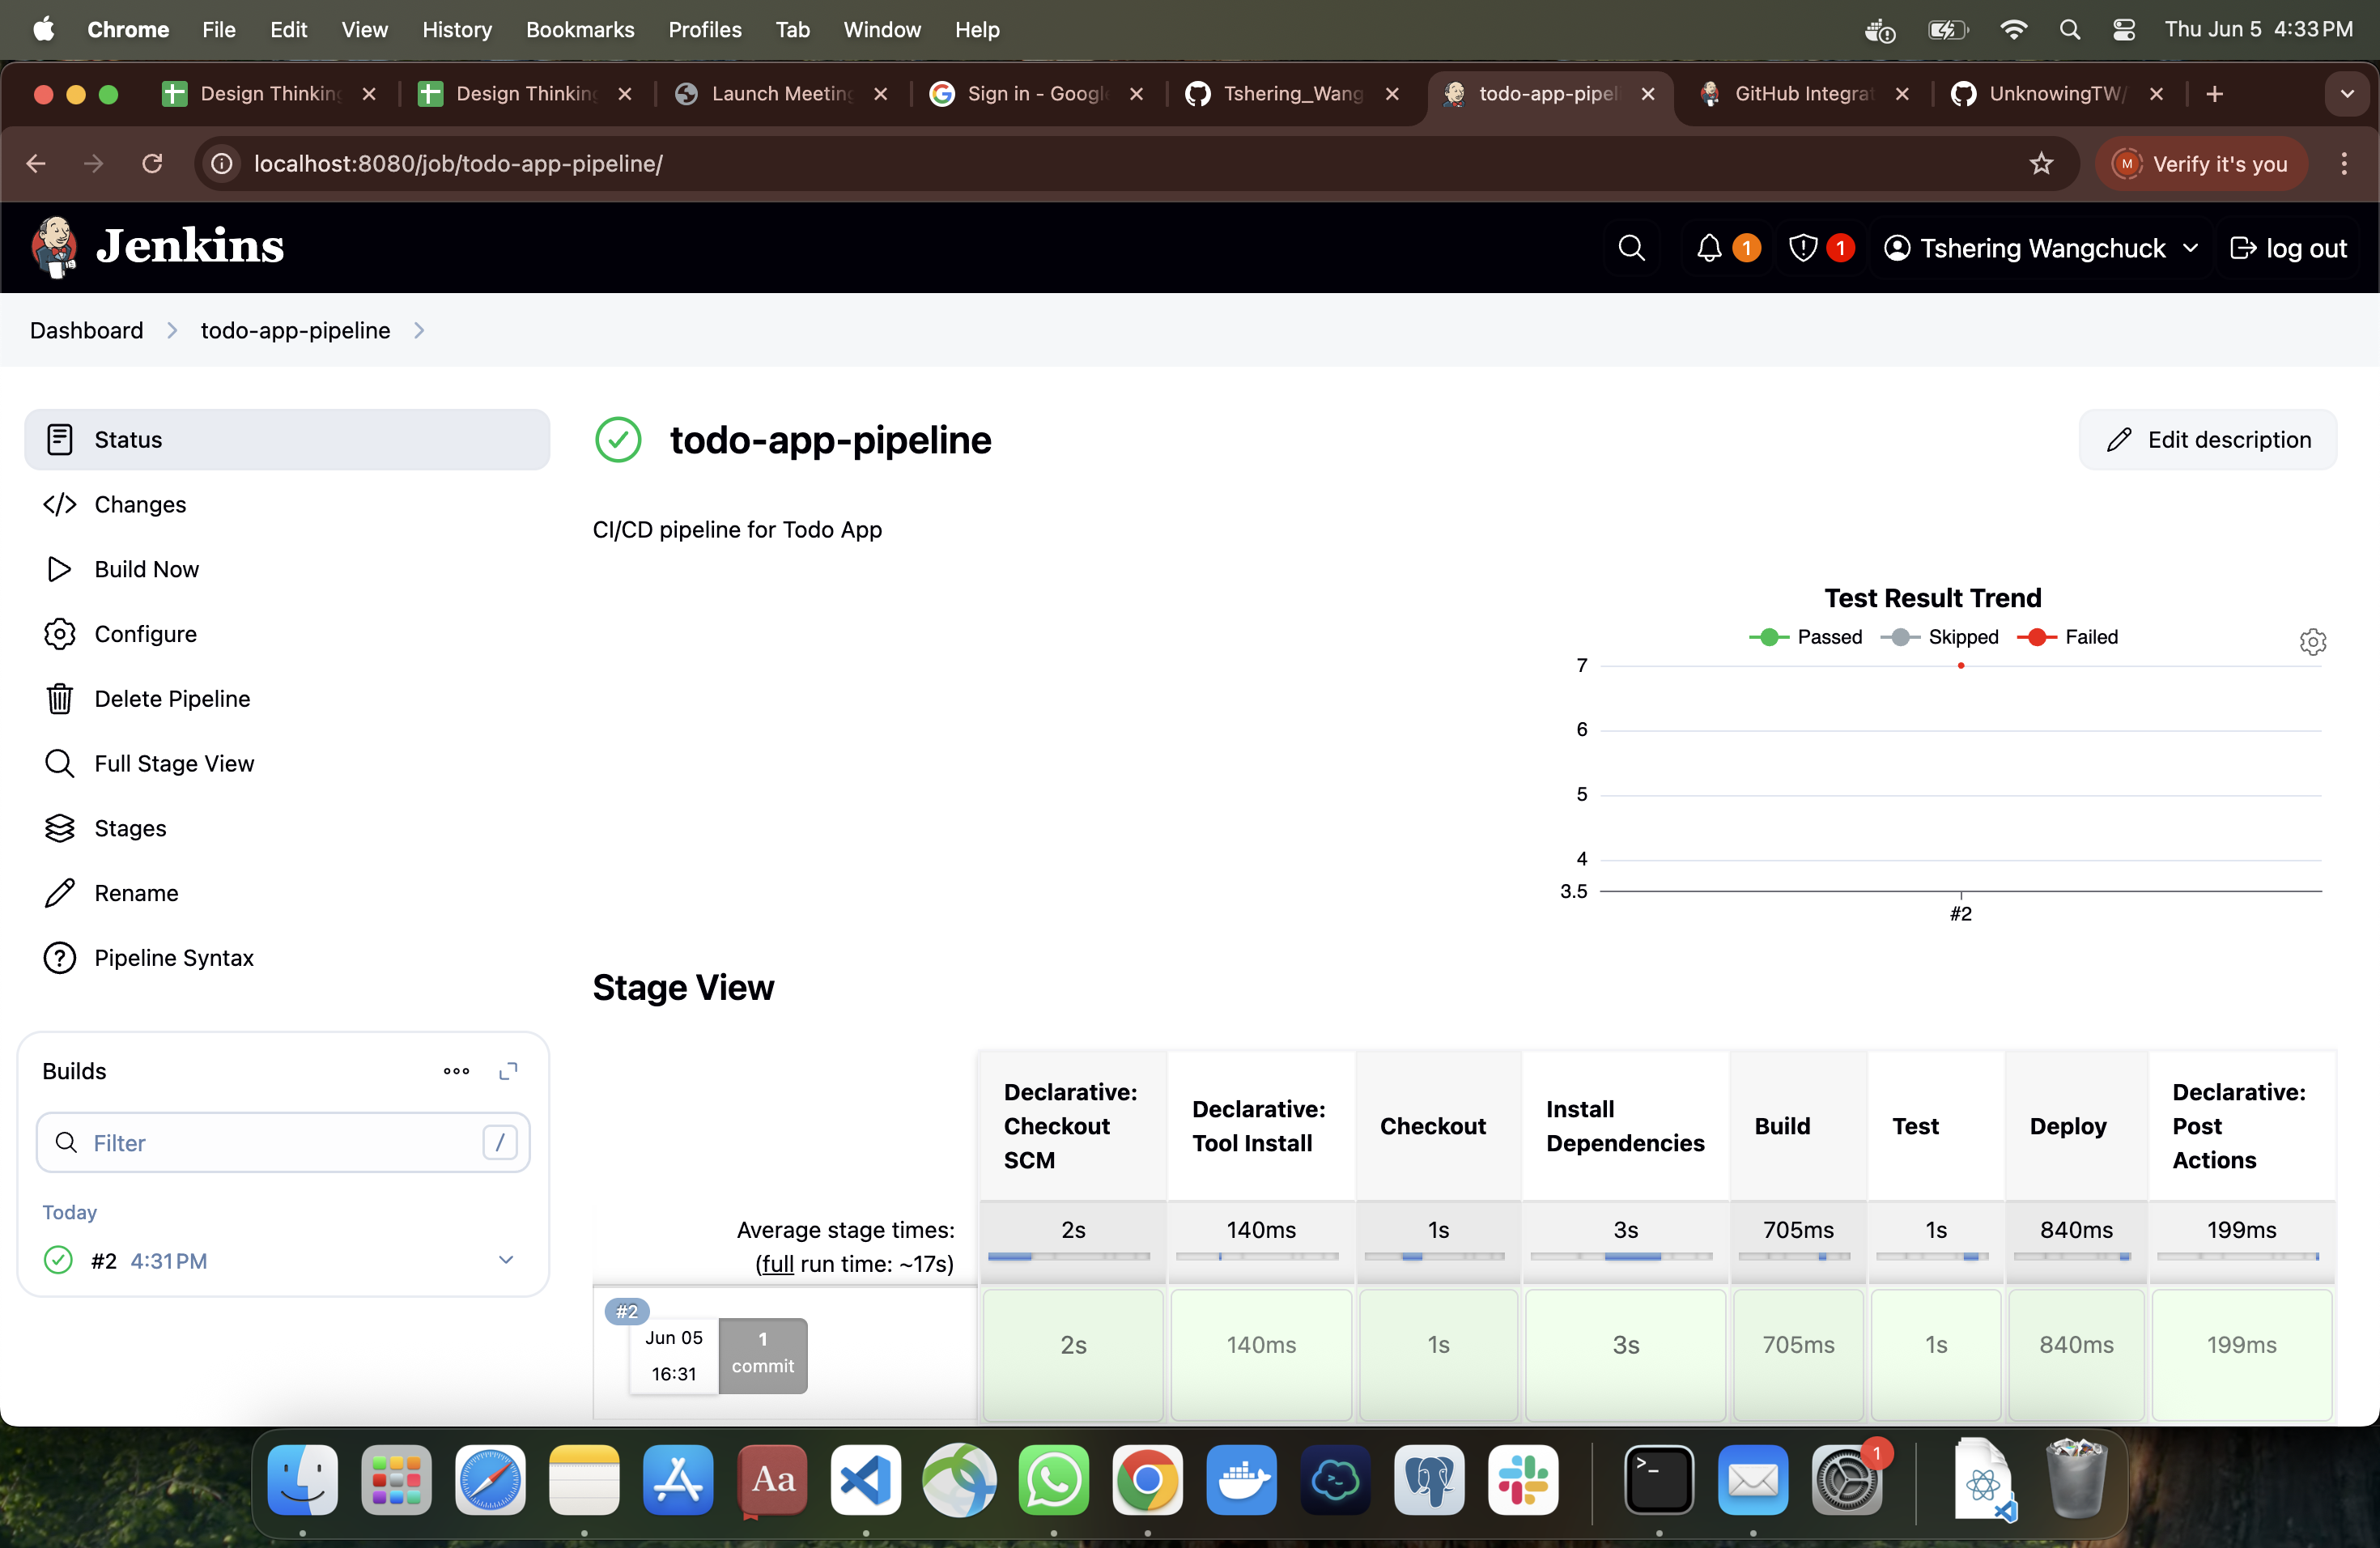 Chrome File Edit View History Bookmarks Profiles Tab Window Help Thu Jun 5 4:33 PM
Design Thinking Design Thinking Launch Meeting Sign in - Google Tshering_Wang todo-app-pipel GitHub Integrat UnknowingTW/
localhost:8080/job/todo-app-pipeline/ M Verify it's you
Jenkins 1 1 Tshering Wangchuck log out
Dashboard todo-app-pipeline
Status
Changes
Build Now
Configure
Delete Pipeline
Full Stage View
Stages
Rename
Pipeline Syntax
Builds
Filter /
Today
#2 4:31 PM
todo-app-pipeline
Edit description
CI/CD pipeline for Todo App
Test Result Trend
Passed Skipped Failed
7
6
5
4
3.5
#2
Stage View
Declarative: Checkout SCM
Declarative: Tool Install
Checkout
Install Dependencies
Build
Test
Deploy
Declarative: Post Actions
Average stage times:
(full run time: ~17s)
2s 140ms 1s 3s 705ms 1s 840ms 199ms
#2
Jun 05
16:31
1
commit
2s 140ms 1s 3s 705ms 1s 840ms 199ms
Aa
>_
1